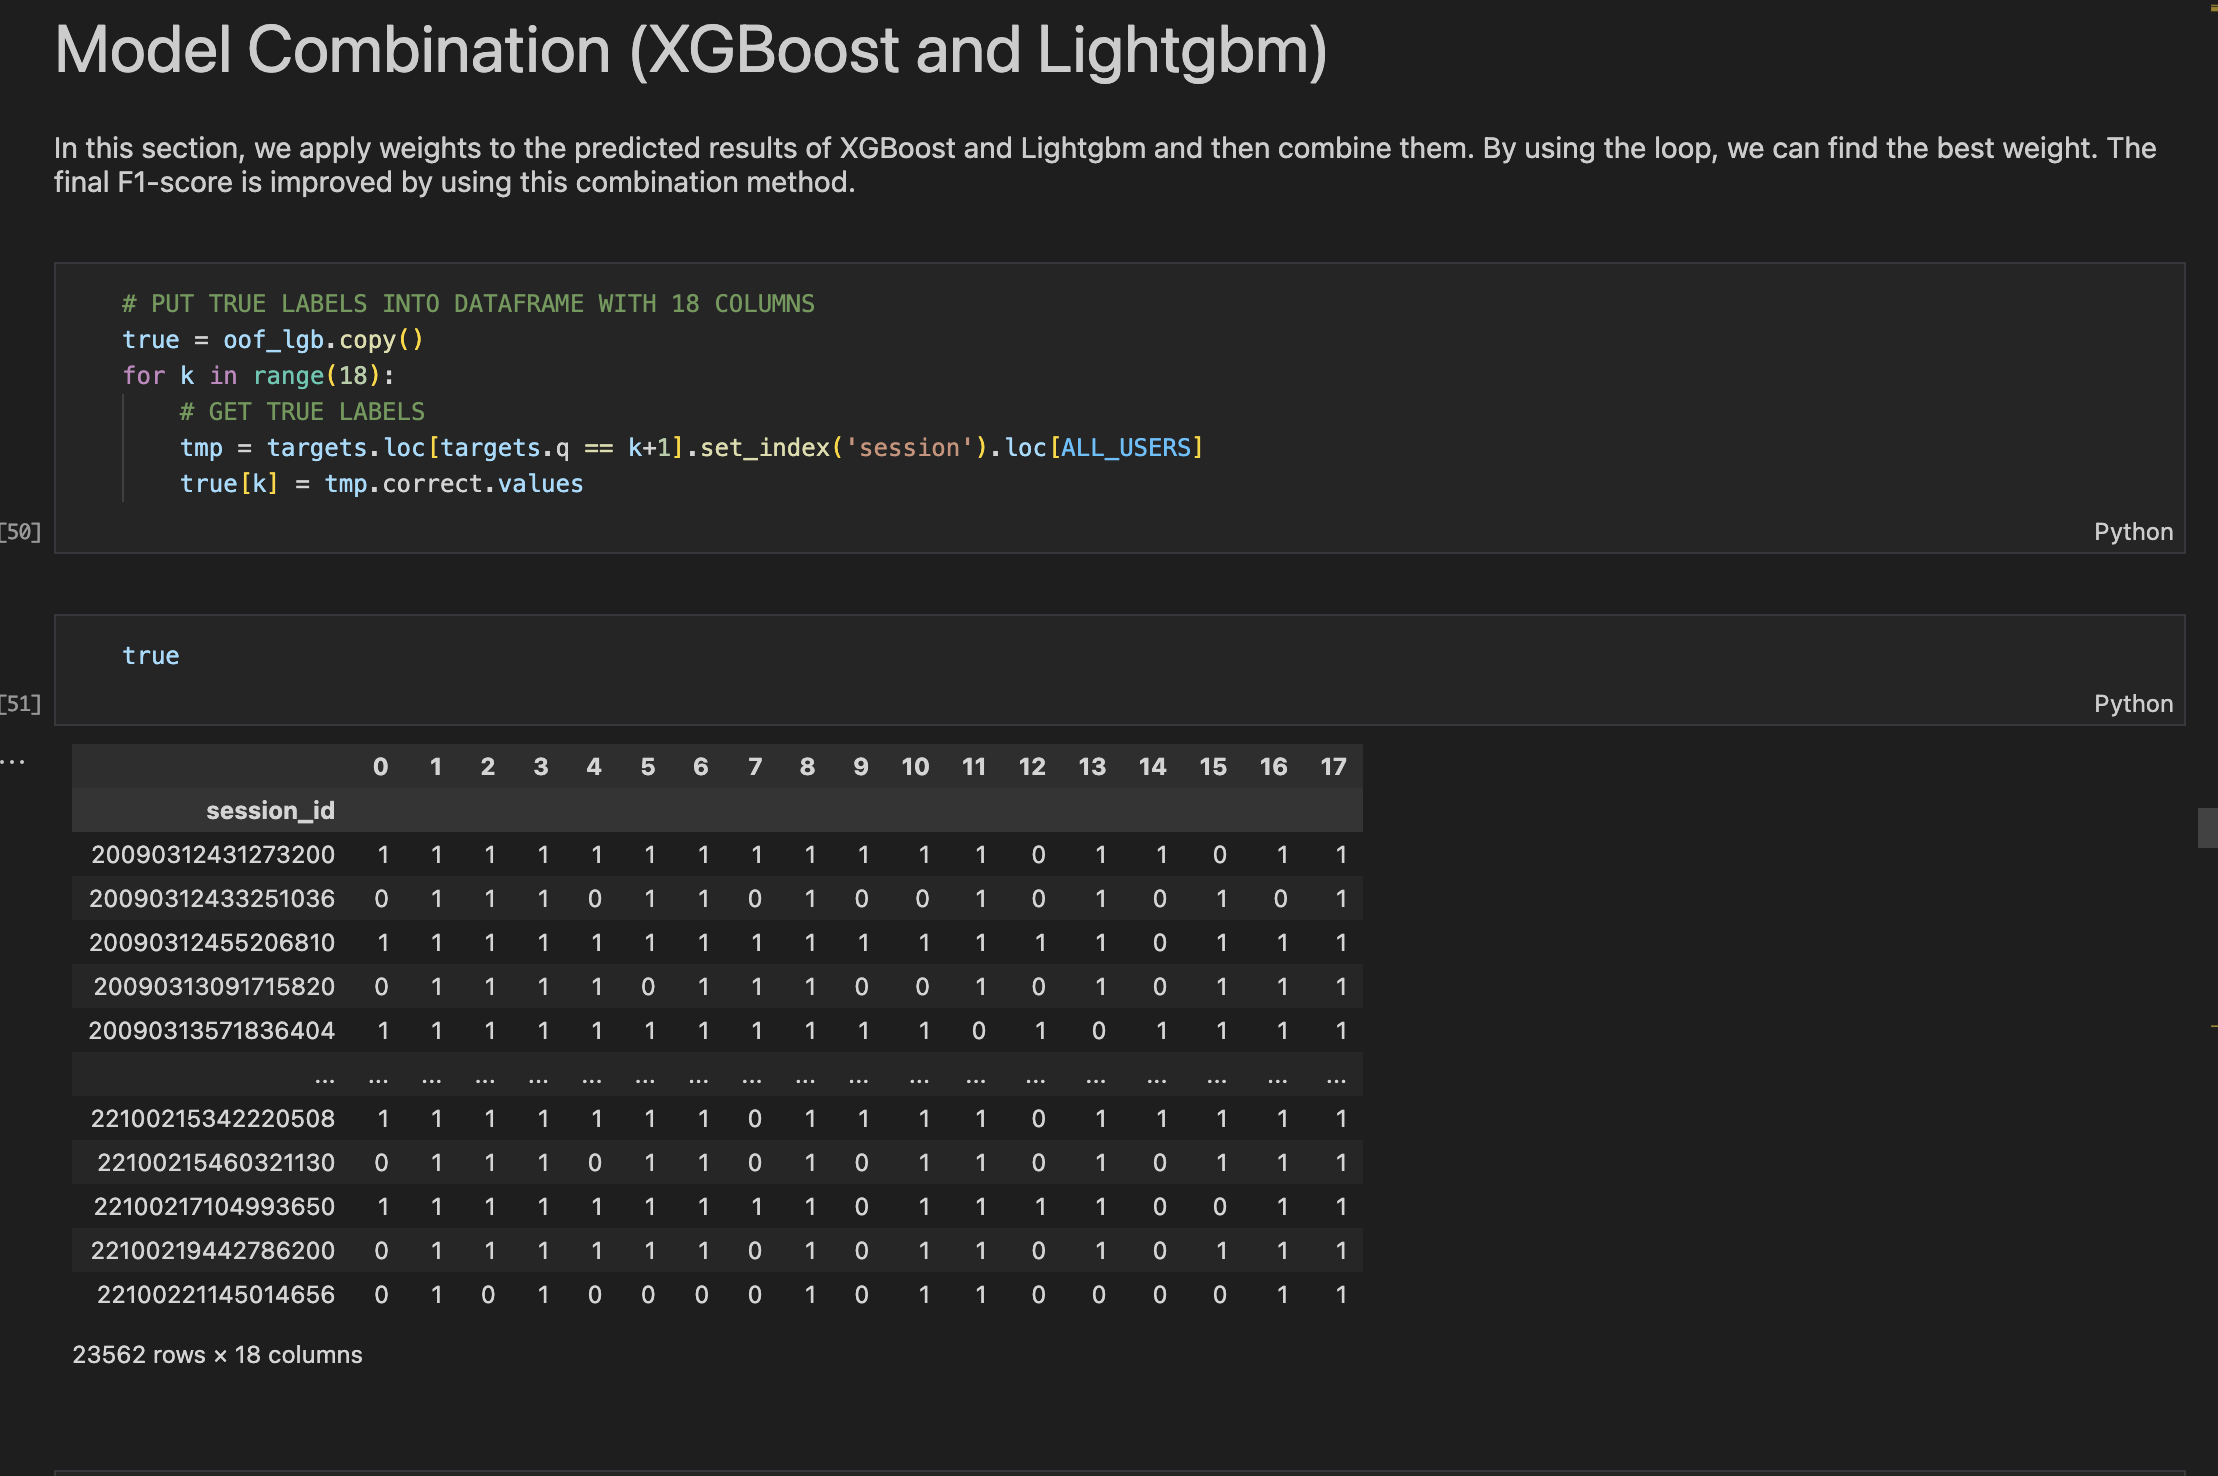 Model Combination (XGBoost and Lightgbm)
In this section, we apply weights to the predicted results of XGBoost and Lightgbm and then combine them. By using the loop, we can find the best weight. The
final F1-score is improved by using this combination method.
# PUT TRUE LABELS INTO DATAFRAME WITH 18 COLUMNS
true = oof_lgb.copy()
for k in range(18):
    # GET TRUE LABELS
    tmp = targets.loc[targets.q == k+1].set_index('session').loc[ALL_USERS]
    true[k] = tmp.correct.values
[50]
Python
true
[51]
Python
...
0 1 2 3 4 5 6 7 8 9 10 11 12 13 14 15 16 17
session_id
20090312431273200 1 1 1 1 1 1 1 1 1 1 1 1 0 1 1 0 1 1
20090312433251036 0 1 1 1 0 1 1 0 1 0 0 1 0 1 0 1 0 1
20090312455206810 1 1 1 1 1 1 1 1 1 1 1 1 1 1 0 1 1 1
20090313091715820 0 1 1 1 1 0 1 1 1 0 0 1 0 1 0 1 1 1
20090313571836404 1 1 1 1 1 1 1 1 1 1 1 0 1 0 1 1 1 1
... ... ... ... ... ... ... ... ... ... ... ... ... ... ... ... ... ... ...
22100215342220508 1 1 1 1 1 1 1 0 1 1 1 1 0 1 1 1 1 1
22100215460321130 0 1 1 1 0 1 1 0 1 0 1 1 0 1 0 1 1 1
22100217104993650 1 1 1 1 1 1 1 1 1 0 1 1 1 1 0 0 1 1
22100219442786200 0 1 1 1 1 1 1 0 1 0 1 1 0 1 0 1 1 1
22100221145014656 0 1 0 1 0 0 0 0 1 0 1 1 0 0 0 0 1 1
23562 rows × 18 columns